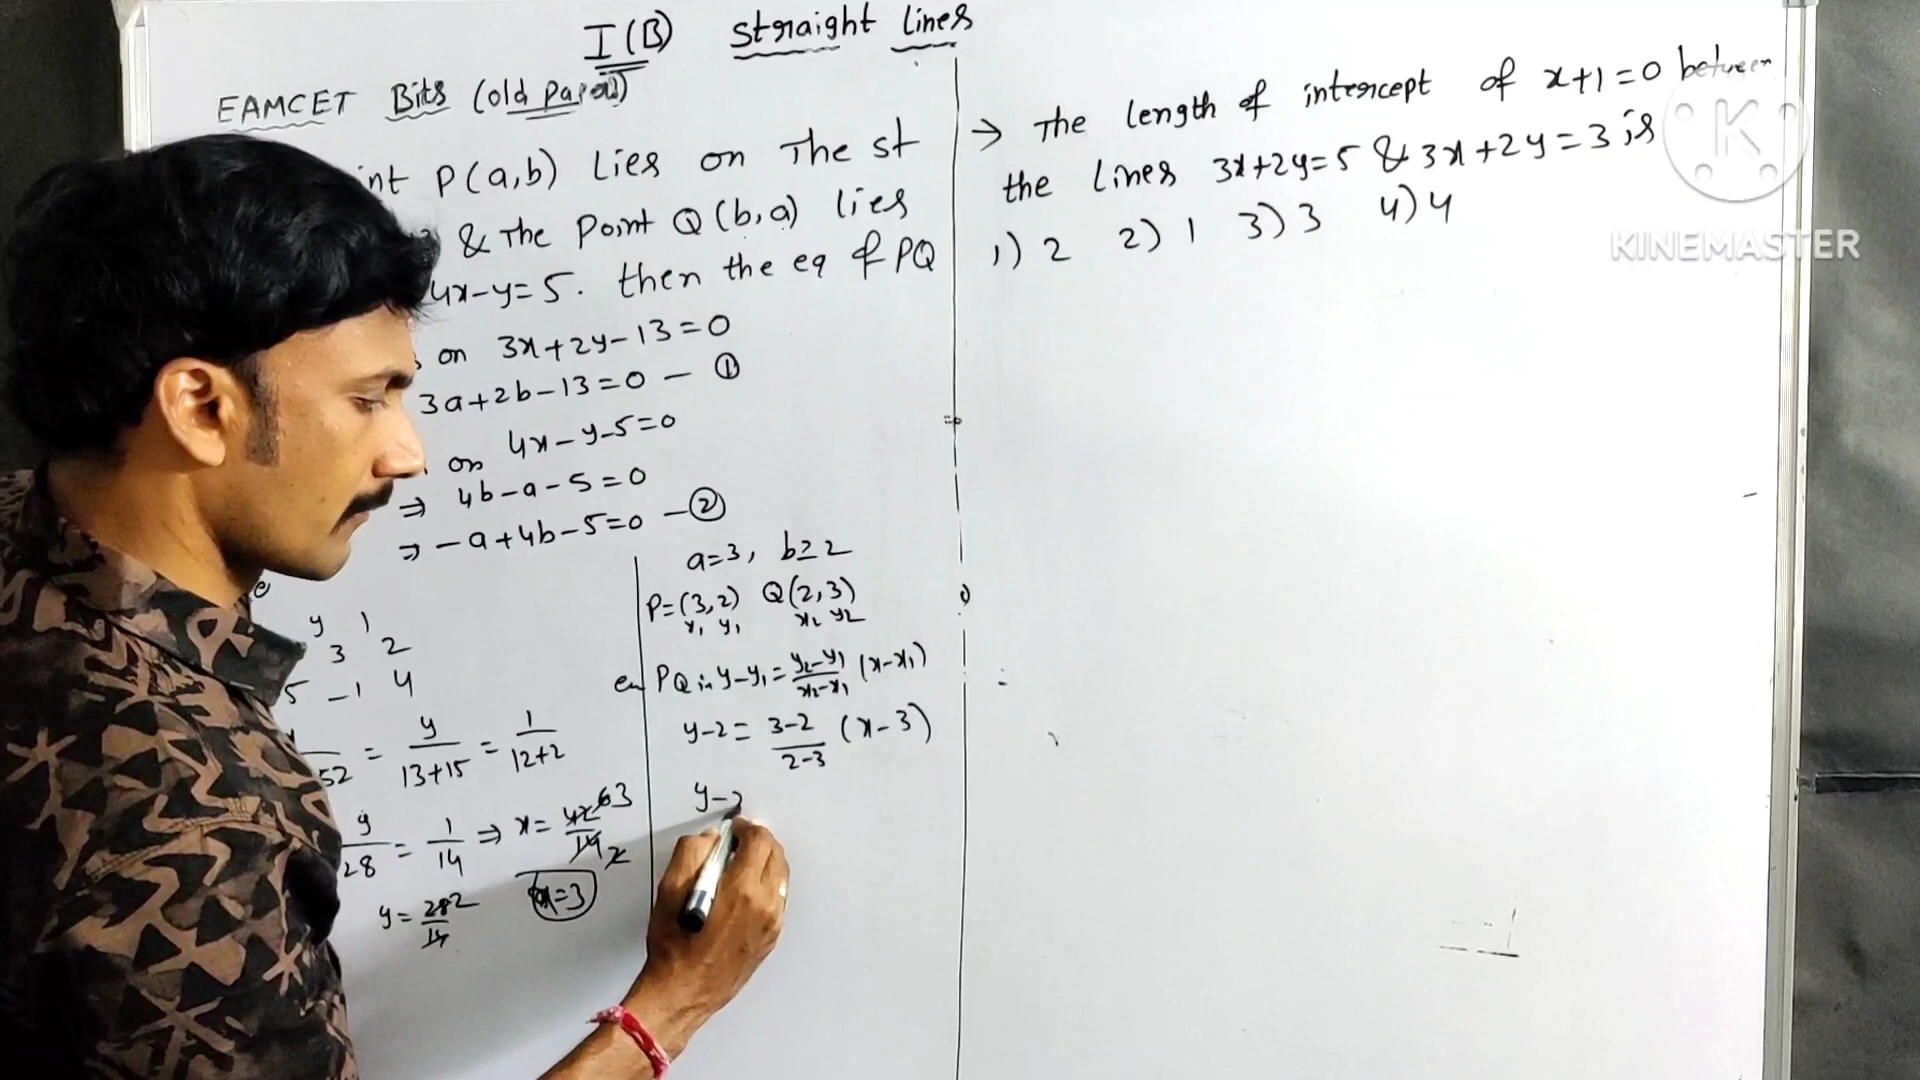 I(B) Straight Lines
EAMCET Bits (old Papers)
P(a,b) Lies on The st
& The Point Q(b,a) lies
4x-y=5. then the eq of PQ
on 3x+2y-13=0
3a+2b-13=0 - ①
on 4x-y-5=0
⇒ 4b-a-5=0
⇒ -a+4b-5=0 - ②
y 1
3 2
5 -1 4
52 = y/(13+15) = 1/(12+2)
y/28 = 1/14 ⇒ x = 42/14
x=3
y = 28/14 2
a=3, b=2
P=(3,2) Q(2,3)
x₁ y₁ x₂ y₂
PQ is y-y₁ = (y₂-y₁)/(x₂-x₁) (x-x₁)
y-2 = (3-2)/(2-3) (x-3)
y-
→ The length of intercept of x+1=0 between
the lines 3x+2y=5 & 3x+2y=3 is
1) 2 2) 1 3) 3 4) 4
K
KINEMASTER